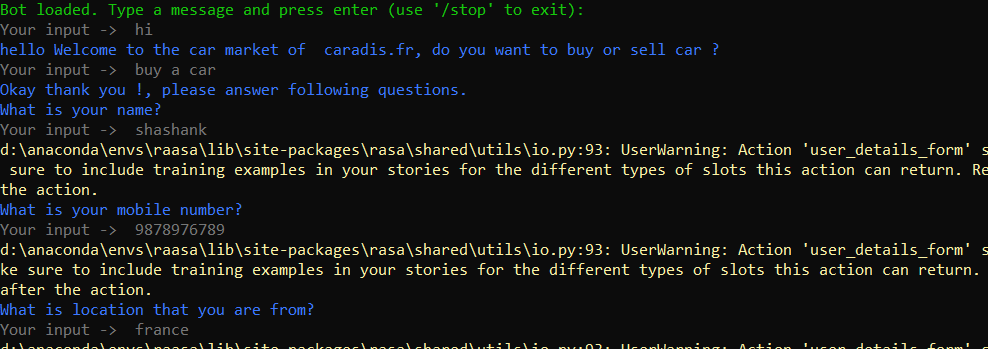 Bot loaded. Type a message and press enter (use '/stop' to exit):
Your input ->  hi
hello Welcome to the car market of  caradis.fr, do you want to buy or sell car ?
Your input ->  buy a car
Okay thank you !, please answer following questions.
What is your name?
Your input ->  shashank
d:\anaconda\envs\raasa\lib\site-packages\rasa\shared\utils\io.py:93: UserWarning: Action 'user_details_form' s
 sure to include training examples in your stories for the different types of slots this action can return. Re
the action.
What is your mobile number?
Your input ->  9878976789
d:\anaconda\envs\raasa\lib\site-packages\rasa\shared\utils\io.py:93: UserWarning: Action 'user_details_form' s
ke sure to include training examples in your stories for the different types of slots this action can return.
after the action.
What is location that you are from?
Your input ->  france
d:\anaconda\envs\raasa\lib\site-packages\rasa\shared\utils\io.py:93: UserWarning: Action 'user_details_form' s